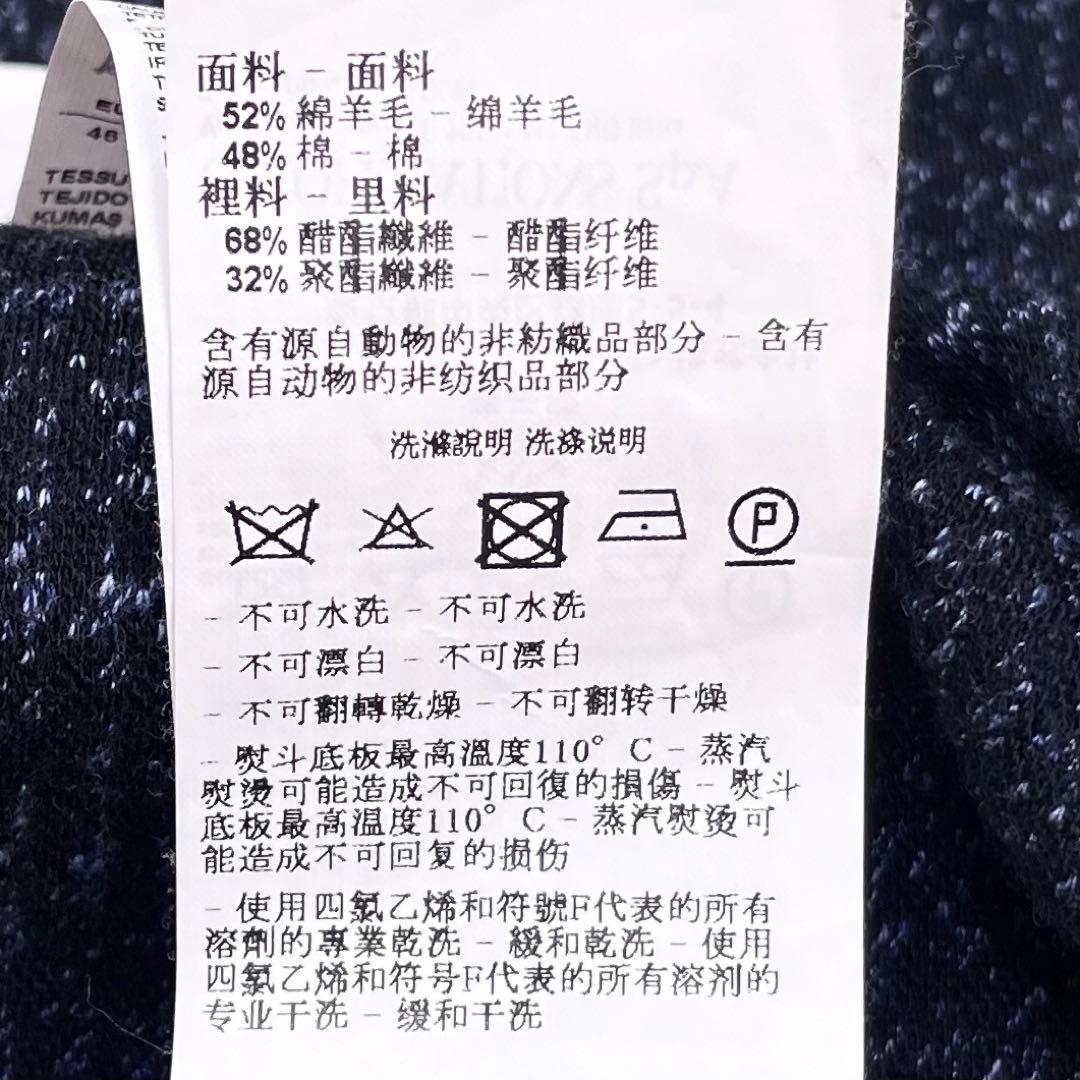 面料 - 面料
52% 綿羊毛 - 绵羊毛
48% 棉 - 棉
裡料 - 里料
68% 醋酯纖維 - 醋酯纤维
32% 聚酯纖維 - 聚酯纤维
含有源自動物的非紡織品部分 - 含有
源自动物的非纺织品部分
洗滌說明 洗涤说明
P
- 不可水洗 - 不可水洗
- 不可漂白 - 不可漂白
- 不可翻轉乾燥 - 不可翻转干燥
- 熨斗底板最高溫度110° C - 蒸汽
熨燙可能造成不可回復的損傷 - 熨斗
底板最高温度110° C - 蒸汽熨烫可
能造成不可回复的损伤
- 使用四氯乙烯和符號F代表的所有
溶劑的專業乾洗 - 緩和乾洗 - 使用
四氯乙烯和符号F代表的所有溶剂的
专业干洗 - 缓和干洗
48
TESSU
TEJIDO
KUMAS